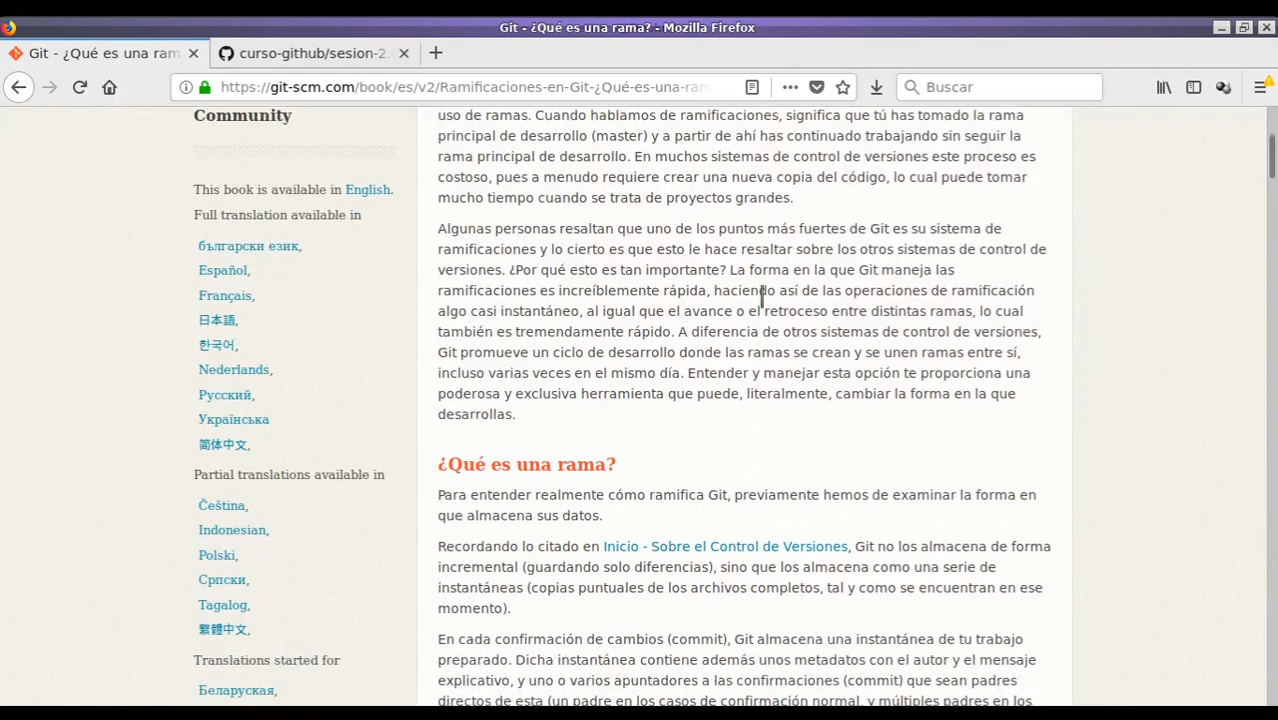 Git - ¿Qué es una rama? - Mozilla Firefox
Git - ¿Qué es una ram
curso-github/sesion-2.
https://git-scm.com/book/es/v2/Ramificaciones-en-Git-¿Qué-es-una-ram
Buscar
Community
This book is available in English.
Full translation available in
български език,
Español,
Français,
日本語,
한국어,
Nederlands,
Русский,
Українська
简体中文,
Partial translations available in
Čeština,
Indonesian,
Polski,
Српски,
Tagalog,
繁體中文,
Translations started for
Беларуская,
uso de ramas. Cuando hablamos de ramificaciones, significa que tú has tomado la rama
principal de desarrollo (master) y a partir de ahí has continuado trabajando sin seguir la
rama principal de desarrollo. En muchos sistemas de control de versiones este proceso es
costoso, pues a menudo requiere crear una nueva copia del código, lo cual puede tomar
mucho tiempo cuando se trata de proyectos grandes.
Algunas personas resaltan que uno de los puntos más fuertes de Git es su sistema de
ramificaciones y lo cierto es que esto le hace resaltar sobre los otros sistemas de control de
versiones. ¿Por qué esto es tan importante? La forma en la que Git maneja las
ramificaciones es increíblemente rápida, haciendo así de las operaciones de ramificación
algo casi instantáneo, al igual que el avance o el retroceso entre distintas ramas, lo cual
también es tremendamente rápido. A diferencia de otros sistemas de control de versiones,
Git promueve un ciclo de desarrollo donde las ramas se crean y se unen ramas entre sí,
incluso varias veces en el mismo día. Entender y manejar esta opción te proporciona una
poderosa y exclusiva herramienta que puede, literalmente, cambiar la forma en la que
desarrollas.
¿Qué es una rama?
Para entender realmente cómo ramifica Git, previamente hemos de examinar la forma en
que almacena sus datos.
Recordando lo citado en Inicio - Sobre el Control de Versiones, Git no los almacena de forma
incremental (guardando solo diferencias), sino que los almacena como una serie de
instantáneas (copias puntuales de los archivos completos, tal y como se encuentran en ese
momento).
En cada confirmación de cambios (commit), Git almacena una instantánea de tu trabajo
preparado. Dicha instantánea contiene además unos metadatos con el autor y el mensaje
explicativo, y uno o varios apuntadores a las confirmaciones (commit) que sean padres
directos de esta (un padre en los casos de confirmación normal, y múltiples padres en los